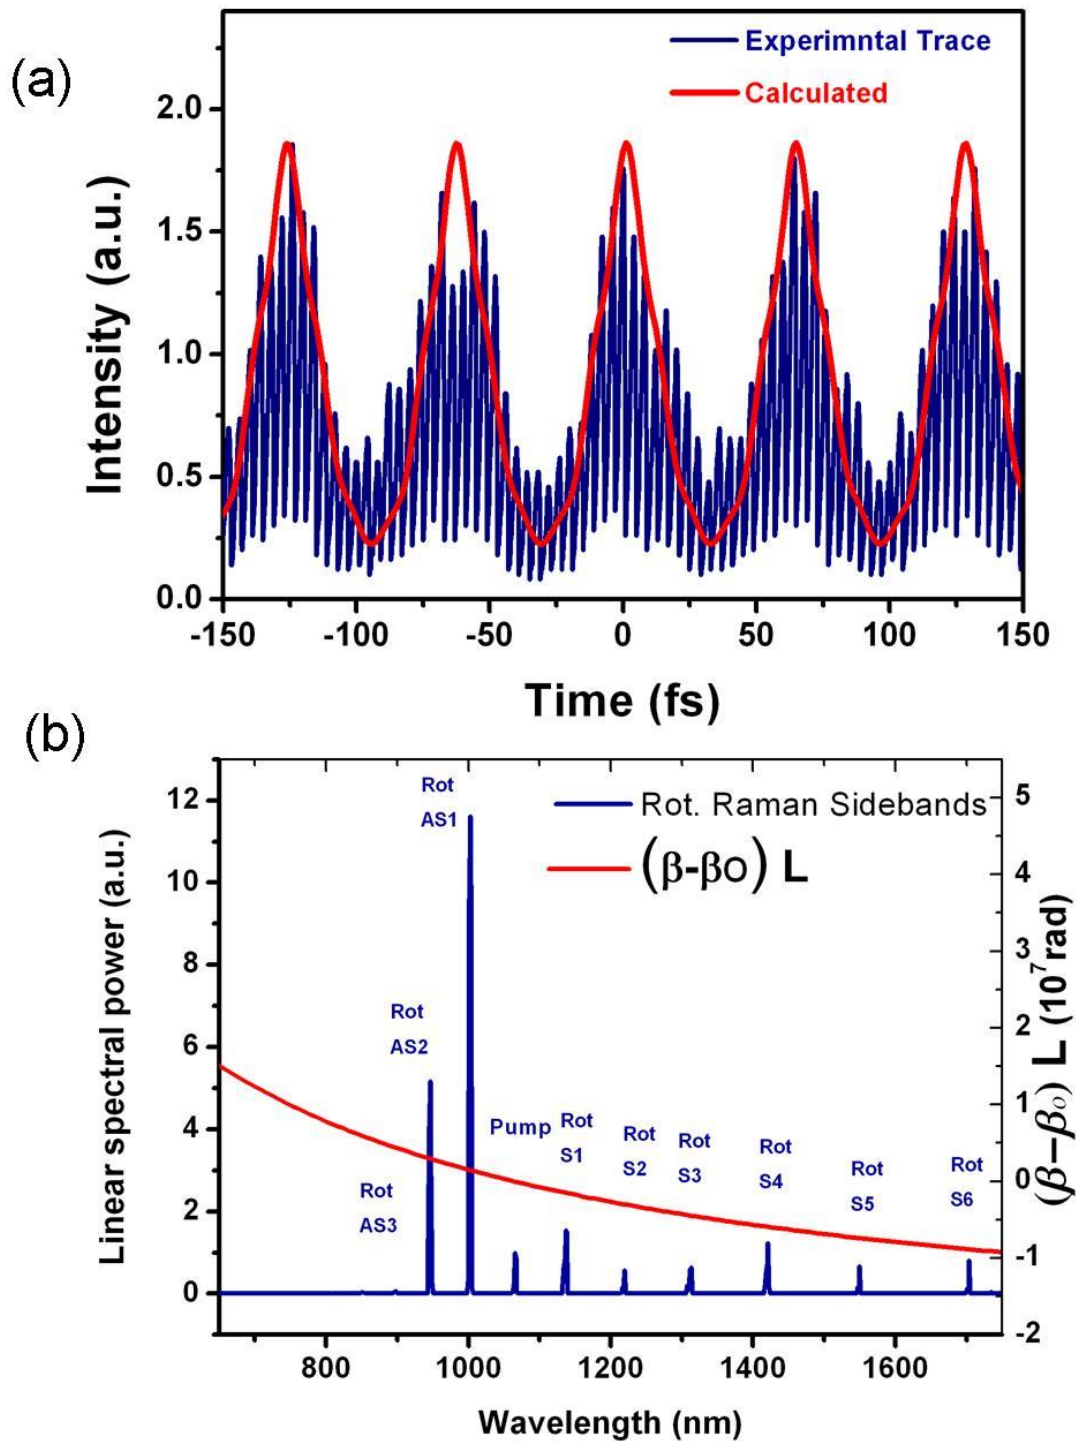 (a)
Experimntal Trace
Calculated
Intensity (a.u.)
2.0
1.5
1.0
0.5
0.0
-150 -100 -50 0 50 100 150
Time (fs)
(b)
Linear spectral power (a.u.)
12
10
8
6
4
2
0
Rot
AS1
Rot. Raman Sidebands
(β-βo) L
Rot
AS2
Pump
Rot
S1
Rot
S2
Rot
S3
Rot
S4
Rot
S5
Rot
S6
Rot
AS3
5
4
3
2
1
0
-1
-2
(β−βo) L (10⁷rad)
800 1000 1200 1400 1600
Wavelength (nm)